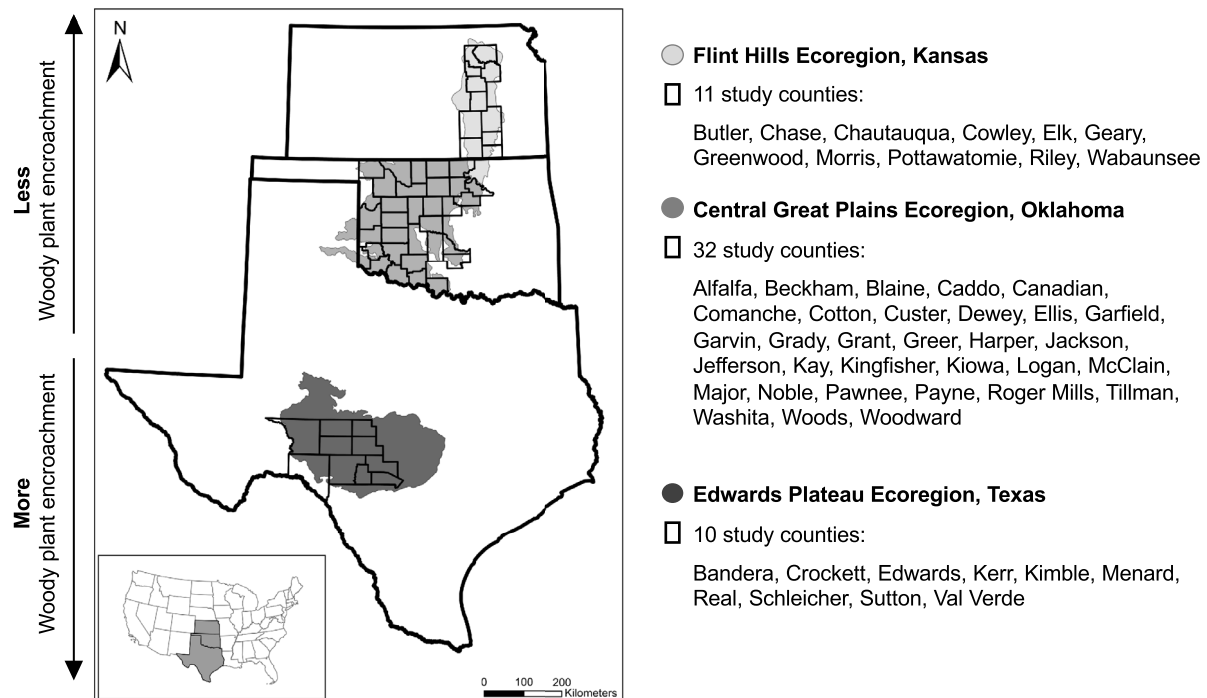 Less
Woody plant encroachment
More
Woody plant encroachment
N
0 100 200
Kilometers
Flint Hills Ecoregion, Kansas
11 study counties:
Butler, Chase, Chautauqua, Cowley, Elk, Geary,
Greenwood, Morris, Pottawatomie, Riley, Wabaunsee
Central Great Plains Ecoregion, Oklahoma
32 study counties:
Alfalfa, Beckham, Blaine, Caddo, Canadian,
Comanche, Cotton, Custer, Dewey, Ellis, Garfield,
Garvin, Grady, Grant, Greer, Harper, Jackson,
Jefferson, Kay, Kingfisher, Kiowa, Logan, McClain,
Major, Noble, Pawnee, Payne, Roger Mills, Tillman,
Washita, Woods, Woodward
Edwards Plateau Ecoregion, Texas
10 study counties:
Bandera, Crockett, Edwards, Kerr, Kimble, Menard,
Real, Schleicher, Sutton, Val Verde